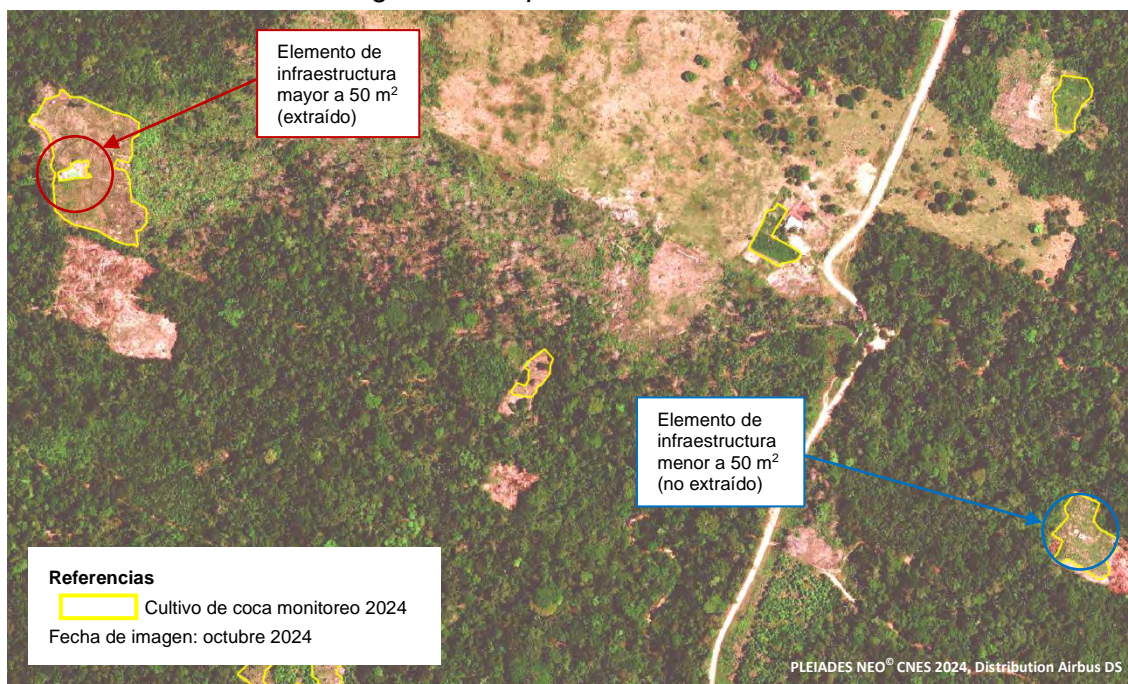 Elemento de
infraestructura
mayor a 50 m²
(extraído)
Elemento de
infraestructura
menor a 50 m²
(no extraído)
Referencias
Cultivo de coca monitoreo 2024
Fecha de imagen: octubre 2024
PLEIADES NEO© CNES 2024, Distribution Airbus DS